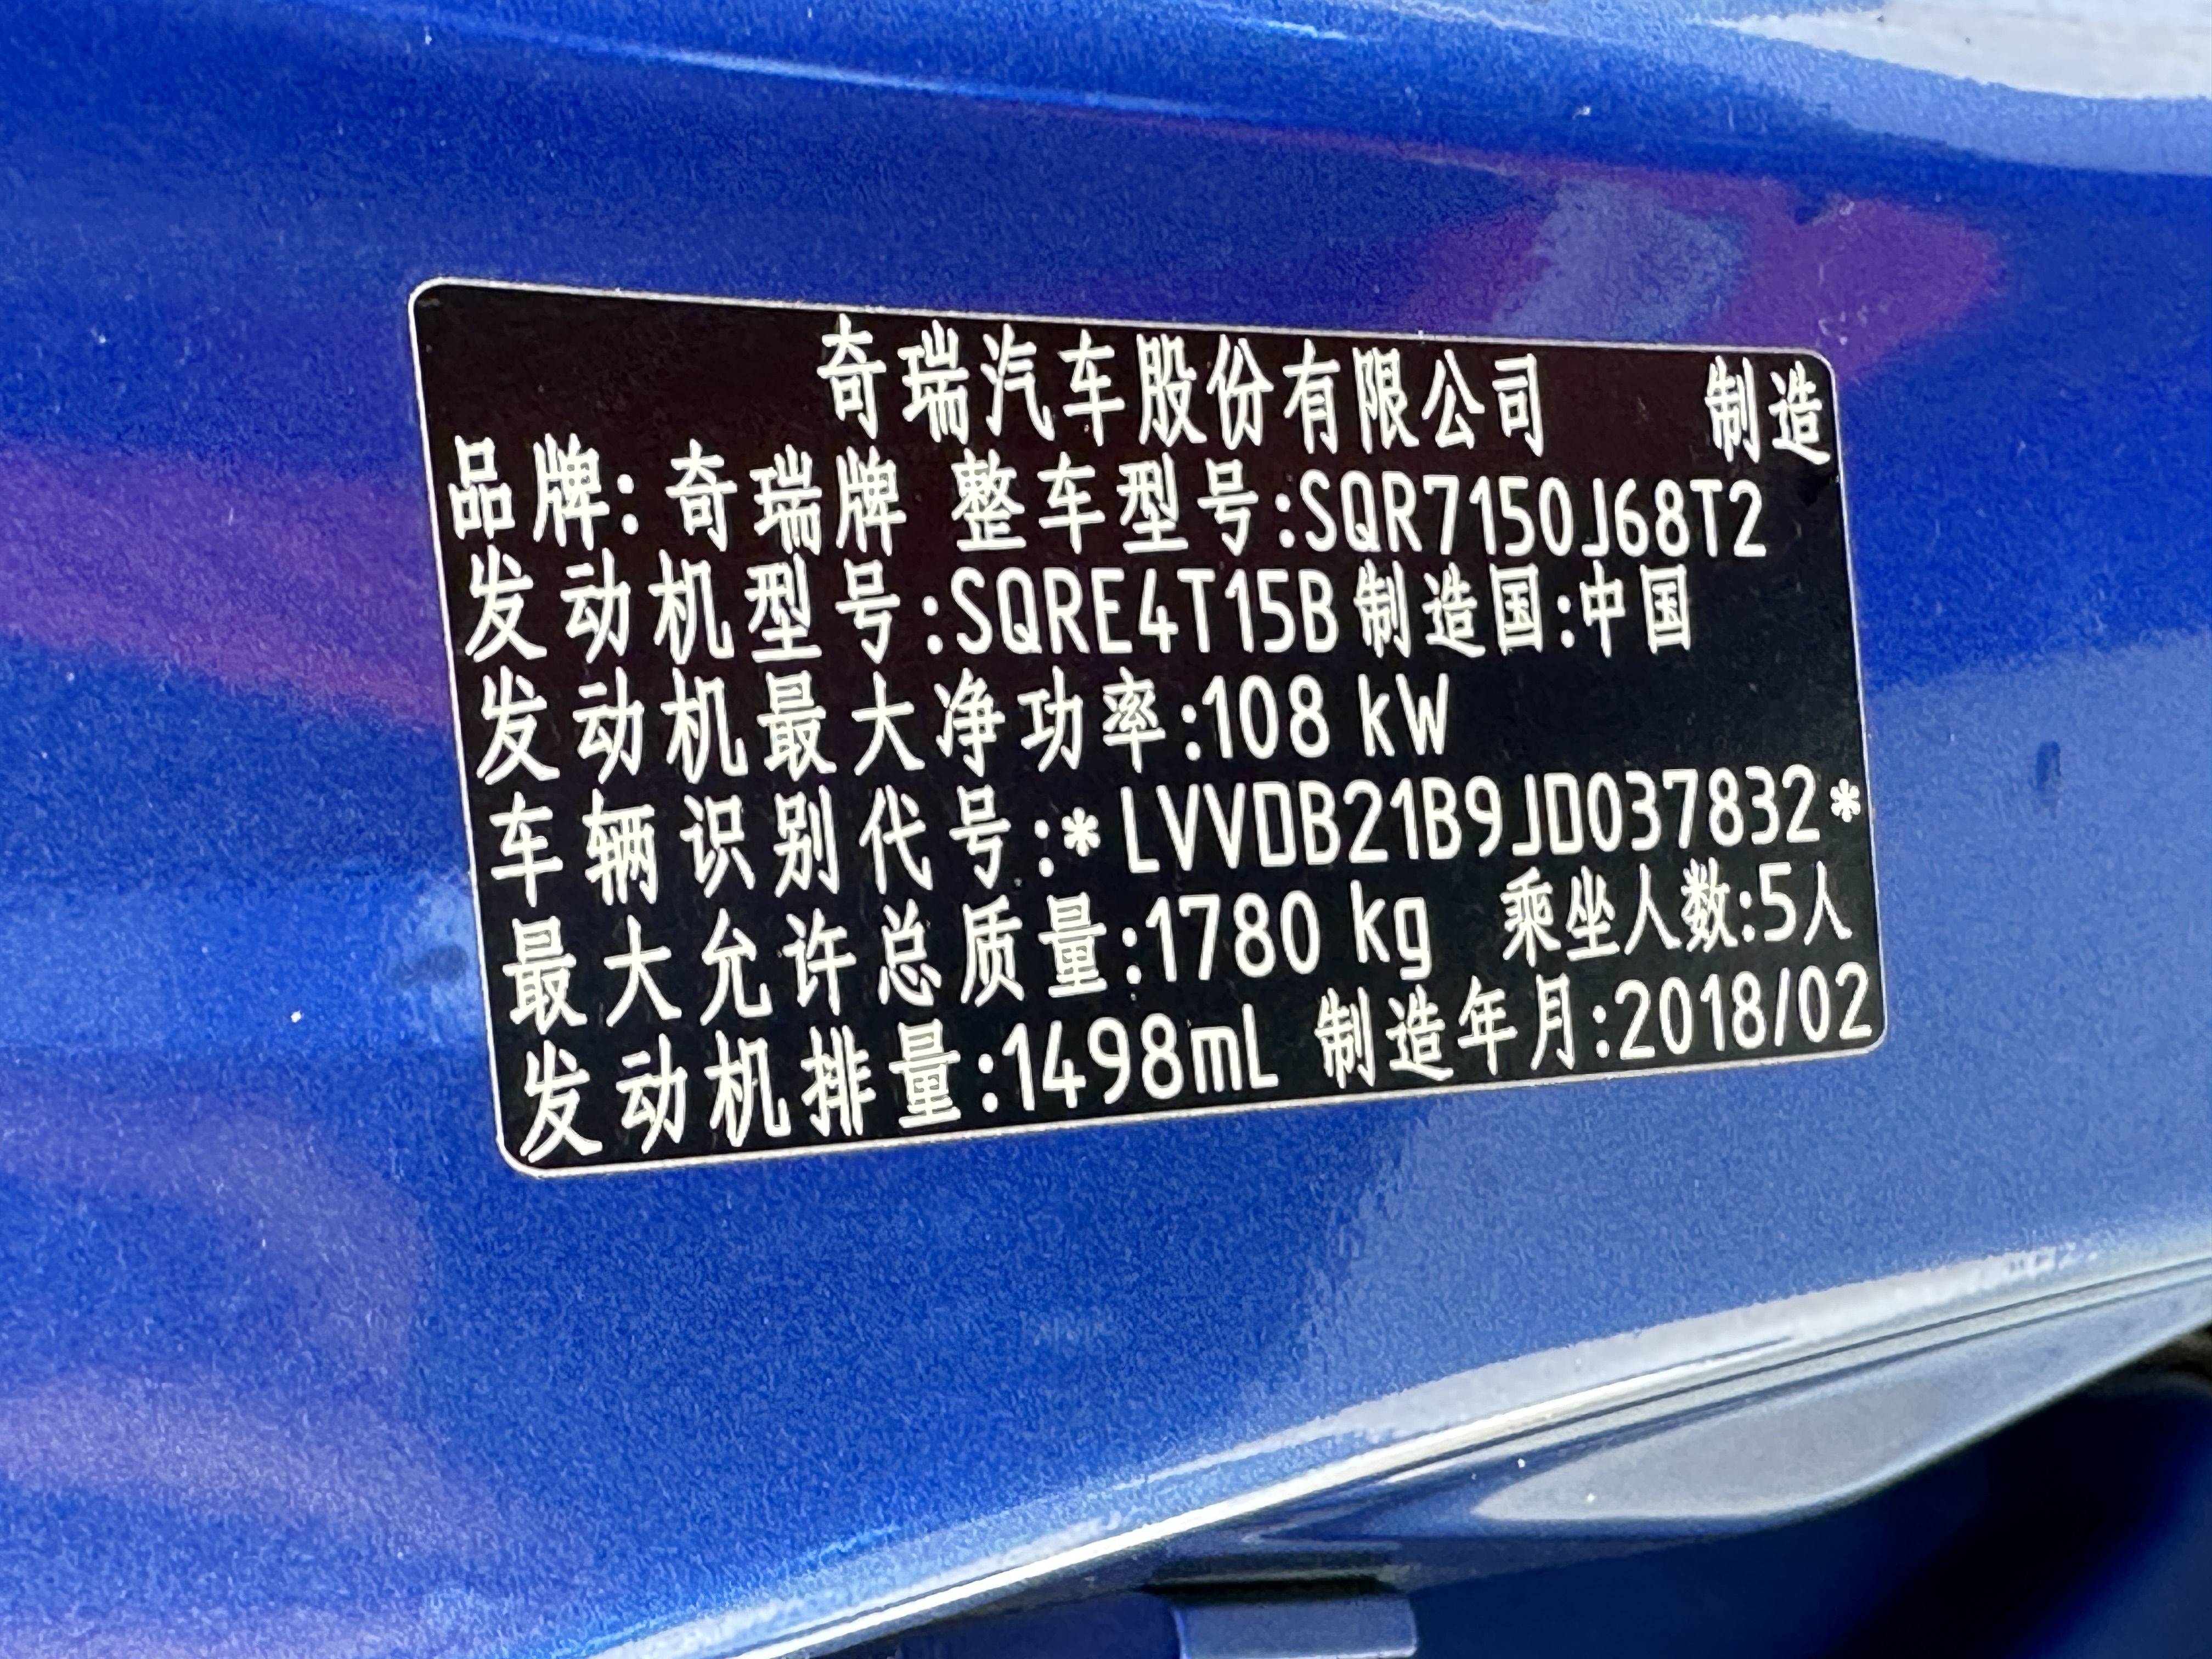 奇瑞汽车股份有限公司 制造
品牌:奇瑞牌 整车型号:SQR7150J68T2
发动机型号:SQRE4T15B 制造国:中国
发动机最大净功率:108 kW
车辆识别代号:*LVVDB21B9JD037832*
最大允许总质量:1780 kg 乘坐人数:5人
发动机排量:1498mL 制造年月:2018/02